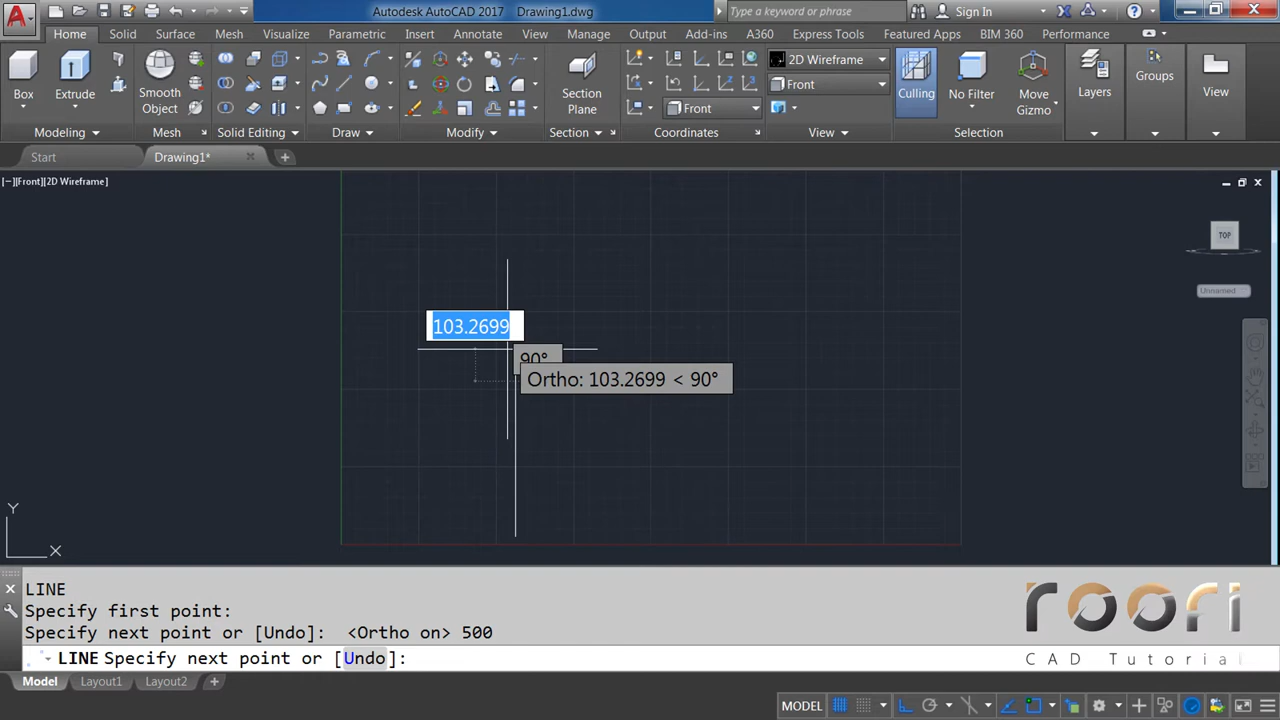 Autodesk AutoCAD 2017 Drawing1.dwg
Type a keyword or phrase
Sign In
Home Solid Surface Mesh Visualize Parametric Insert Annotate View Manage Output Add-ins A360 Express Tools Featured Apps BIM 360 Performance
Box
Extrude
Smooth Object
Section Plane
Front
2D Wireframe
Front
Culling
No Filter
Move Gizmo
Layers
Groups
View
Modeling Mesh Solid Editing Draw Modify Section Coordinates View Selection
Start Drawing1*
[−][Front][2D Wireframe]
TOP
Unnamed
103.2699
90°
Ortho: 103.2699 < 90°
Y
X
LINE
Specify first point:
Specify next point or [Undo]: <Ortho on> 500
LINE Specify next point or [Undo]:
roofi
CAD Tutorial
Model Layout1 Layout2
MODEL